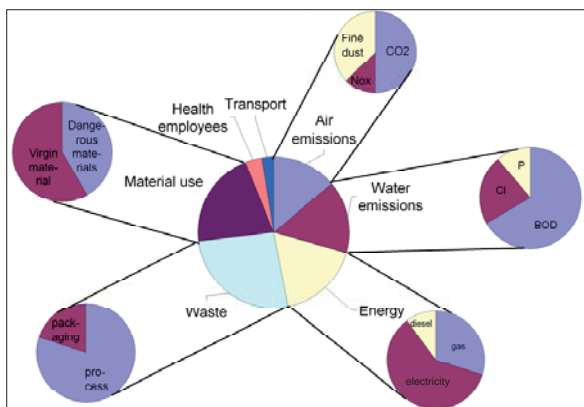 Fine
dust
CO2
Nox
Health
employees
Transport
Air
emissions
Dange-
rous mate-
rials
Virgin
mate-
rial
Material use
Water
emissions
P
Cl
BOD
Waste
Energy
pack-
aging
pro-
cess
diesel
gas
electricity